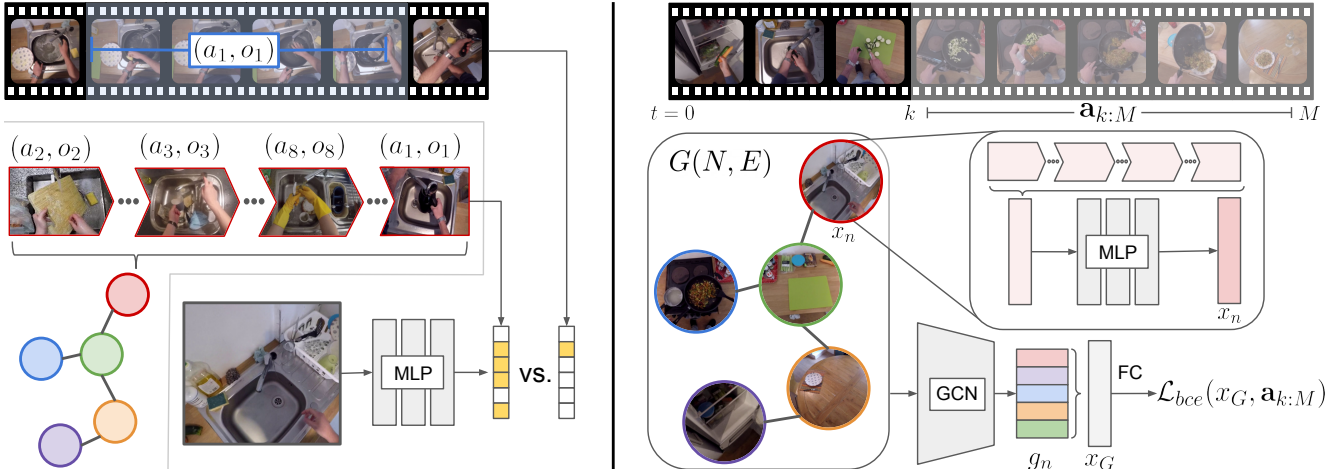 (a₁, o₁)
(a₂, o₂)
(a₃, o₃)
(a₈, o₈)
(a₁, o₁)
MLP
VS.
t = 0
k
a_{k:M}
M
G(N, E)
x_n
MLP
x_n
GCN
g_n
x_G
FC
ℒ_{bce}(x_G, a_{k:M})